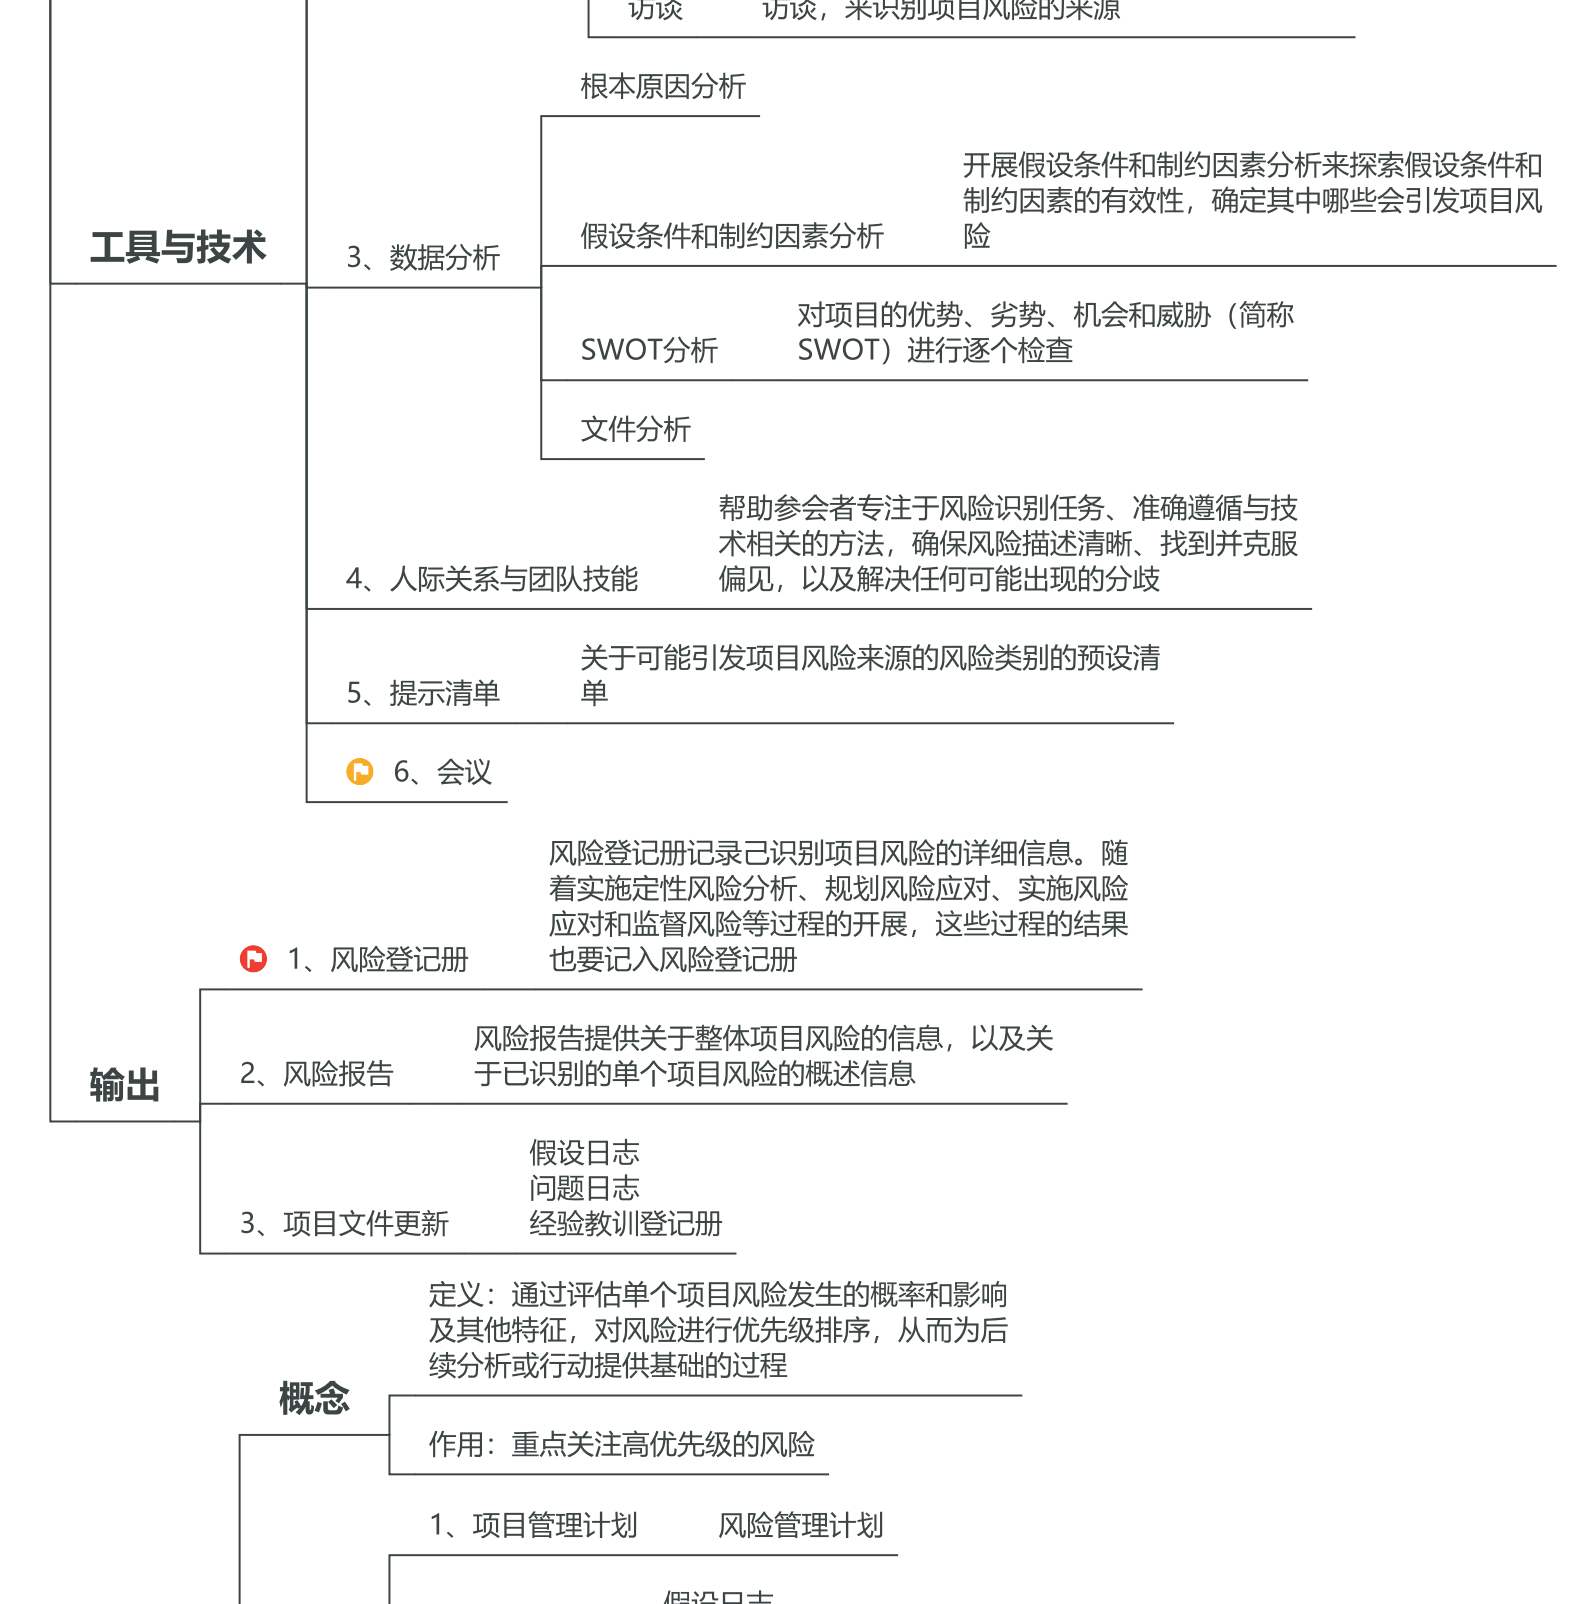 访谈
访谈，来识别项目风险的来源
根本原因分析
开展假设条件和制约因素分析来探索假设条件和
制约因素的有效性，确定其中哪些会引发项目风
险
假设条件和制约因素分析
工具与技术
3、数据分析
对项目的优势、劣势、机会和威胁（简称
SWOT）进行逐个检查
SWOT分析
文件分析
帮助参会者专注于风险识别任务、准确遵循与技
术相关的方法，确保风险描述清晰、找到并克服
偏见，以及解决任何可能出现的分歧
4、人际关系与团队技能
关于可能引发项目风险来源的风险类别的预设清
单
5、提示清单
6、会议
风险登记册记录己识别项目风险的详细信息。随
着实施定性风险分析、规划风险应对、实施风险
应对和监督风险等过程的开展，这些过程的结果
也要记入风险登记册
1、风险登记册
风险报告提供关于整体项目风险的信息，以及关
于已识别的单个项目风险的概述信息
2、风险报告
输出
假设日志
问题日志
经验教训登记册
3、项目文件更新
定义：通过评估单个项目风险发生的概率和影响
及其他特征，对风险进行优先级排序，从而为后
续分析或行动提供基础的过程
概念
作用：重点关注高优先级的风险
1、项目管理计划
风险管理计划
假设日志